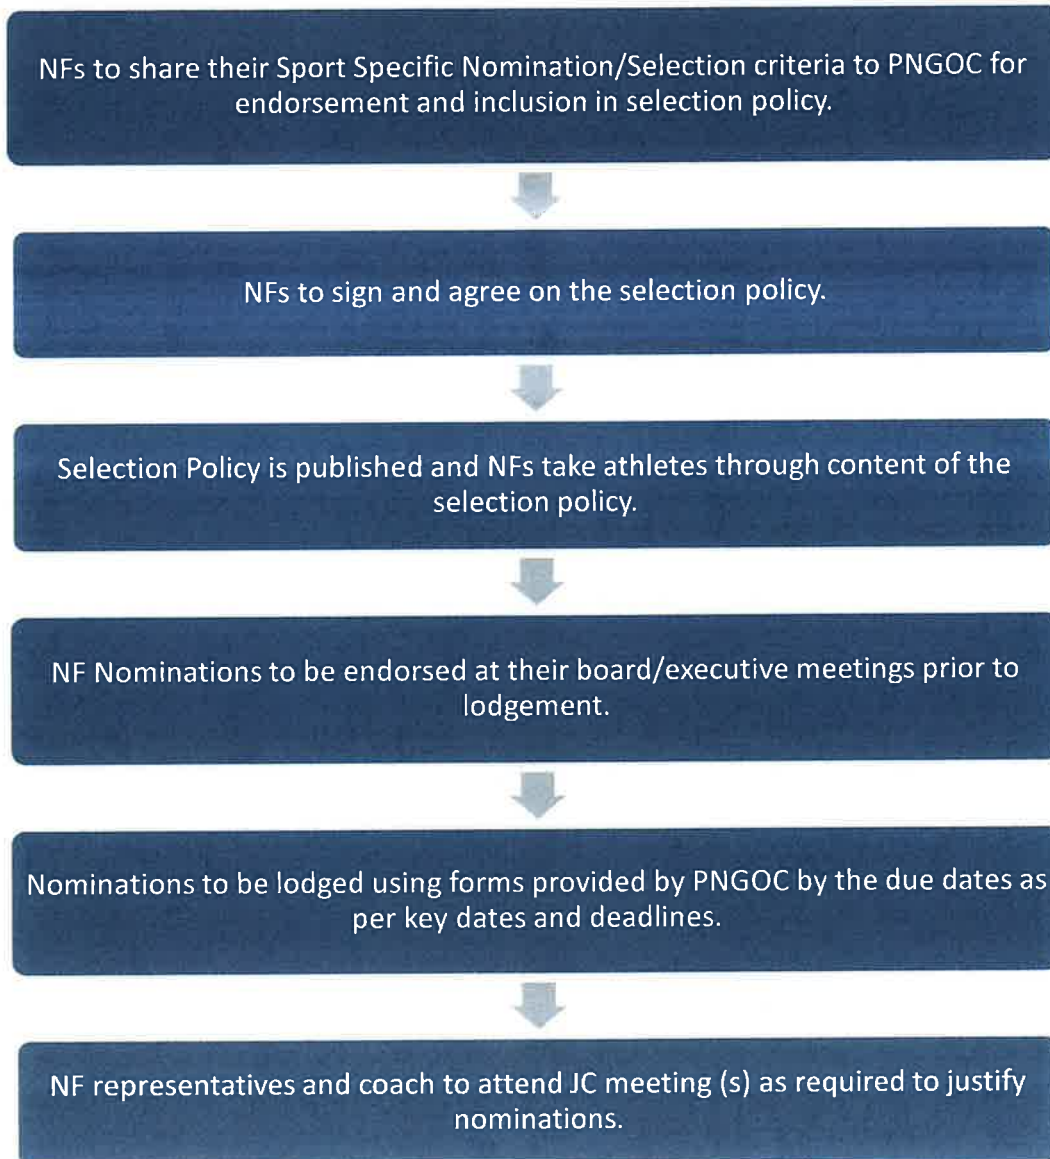 NFs to share their Sport Specific Nomination/Selection criteria to PNGOC for
endorsement and inclusion in selection policy.
NFs to sign and agree on the selection policy.
Selection Policy is published and NFs take athletes through content of the
selection policy.
NF Nominations to be endorsed at their board/executive meetings prior to
lodgement.
Nominations to be lodged using forms provided by PNGOC by the due dates as
per key dates and deadlines.
NF representatives and coach to attend JC meeting (s) as required to justify
nominations.